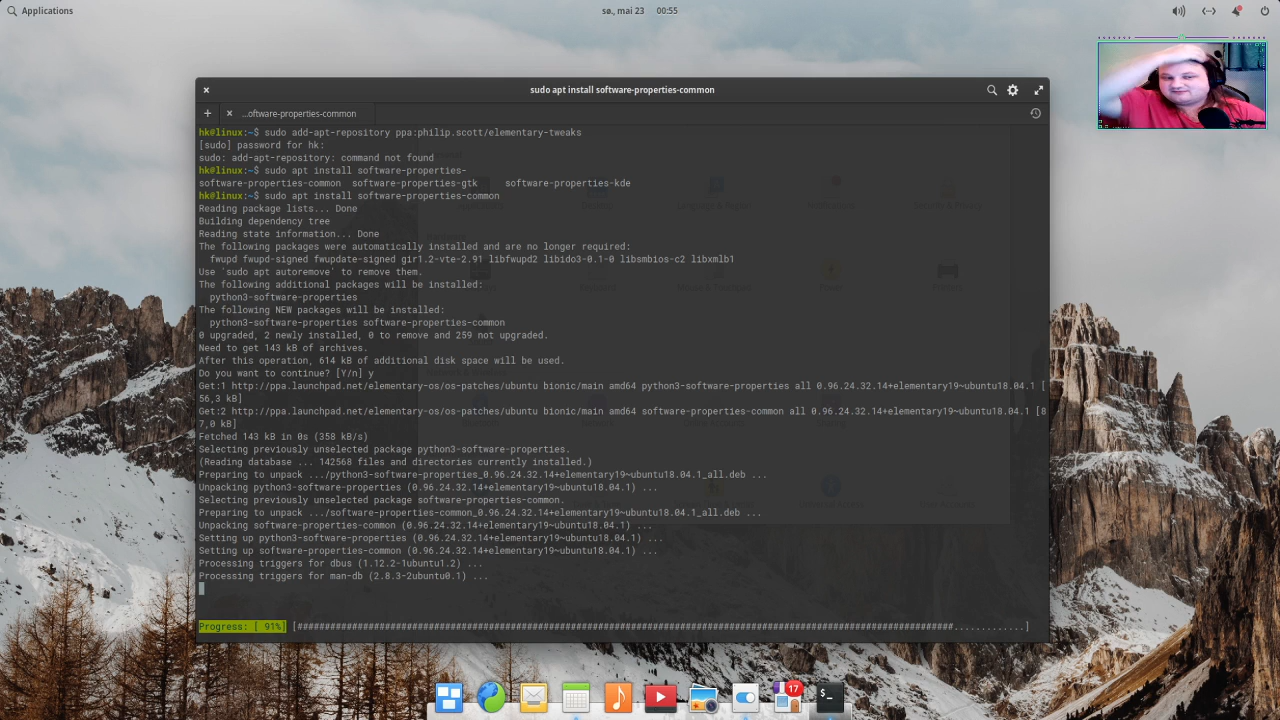 Applications
sø., mai 23 00:55
sudo apt install software-properties-common
...oftware-properties-common
hk@linux:~$ sudo add-apt-repository ppa:philip.scott/elementary-tweaks
[sudo] password for hk:
sudo: add-apt-repository: command not found
hk@linux:~$ sudo apt install software-properties-
software-properties-common software-properties-gtk software-properties-kde
hk@linux:~$ sudo apt install software-properties-common
Reading package lists... Done
Building dependency tree
Reading state information... Done
The following packages were automatically installed and are no longer required:
fwupd fwupd-signed fwupdate-signed gir1.2-vte-2.91 libfwupd2 libido3-0.1-0 libsmbios-c2 libxmlb1
Use `sudo apt autoremove' to remove them.
The following additional packages will be installed:
python3-software-properties
The following NEW packages will be installed:
python3-software-properties software-properties-common
0 upgraded, 2 newly installed, 0 to remove and 259 not upgraded.
Need to get 143 kB of archives.
After this operation, 614 kB of additional disk space will be used.
Do you want to continue? [Y/n] y
Get:1 http://ppa.launchpad.net/elementary-os/os-patches/ubuntu bionic/main amd64 python3-software-properties all 0.96.24.32.14+elementary19~ubuntu18.04.1 [
56,3 kB]
Get:2 http://ppa.launchpad.net/elementary-os/os-patches/ubuntu bionic/main amd64 software-properties-common all 0.96.24.32.14+elementary19~ubuntu18.04.1 [8
7,0 kB]
Fetched 143 kB in 0s (358 kB/s)
Selecting previously unselected package python3-software-properties.
(Reading database ... 142568 files and directories currently installed.)
Preparing to unpack .../python3-software-properties_0.96.24.32.14+elementary19~ubuntu18.04.1_all.deb ...
Unpacking python3-software-properties (0.96.24.32.14+elementary19~ubuntu18.04.1) ...
Selecting previously unselected package software-properties-common.
Preparing to unpack .../software-properties-common_0.96.24.32.14+elementary19~ubuntu18.04.1_all.deb ...
Unpacking software-properties-common (0.96.24.32.14+elementary19~ubuntu18.04.1) ...
Setting up python3-software-properties (0.96.24.32.14+elementary19~ubuntu18.04.1) ...
Setting up software-properties-common (0.96.24.32.14+elementary19~ubuntu18.04.1) ...
Processing triggers for dbus (1.12.2-1ubuntu1.2) ...
Processing triggers for man-db (2.8.3-2ubuntu0.1) ...
Progress: [ 91%]
17